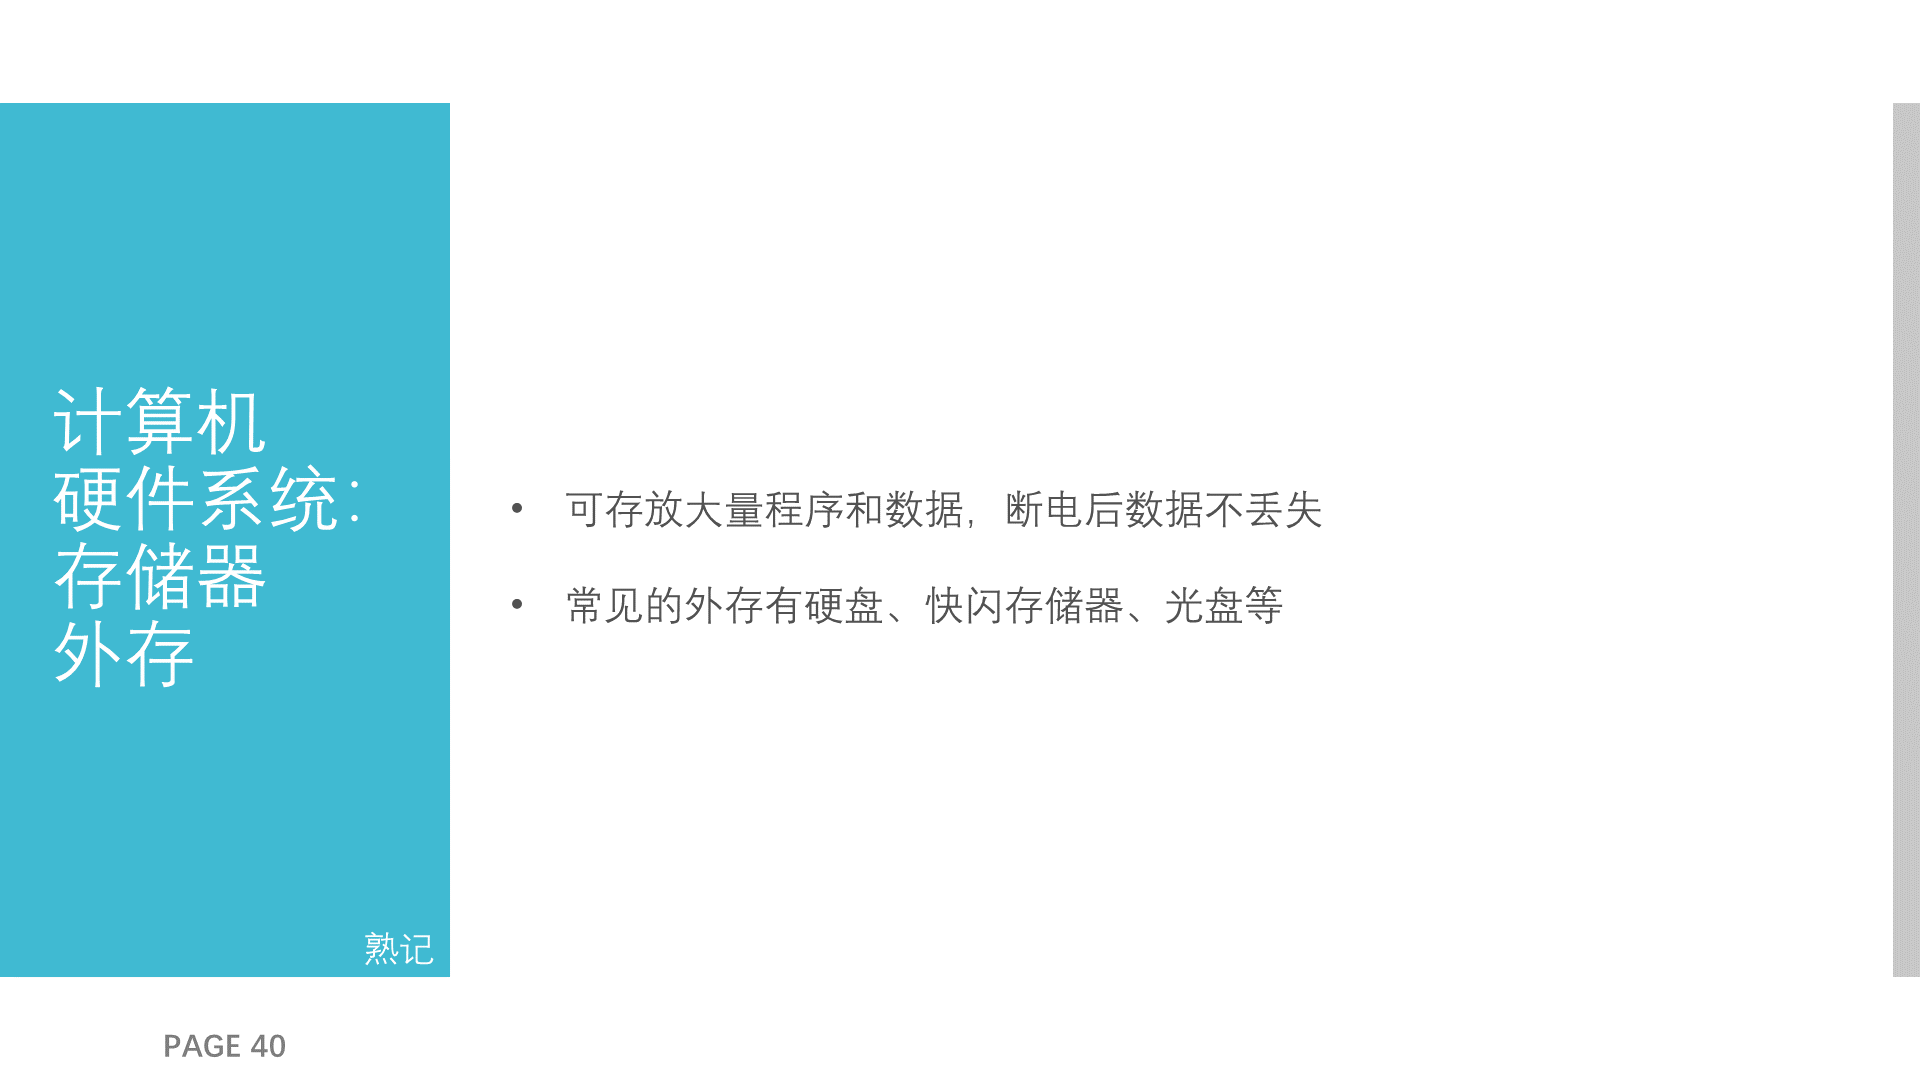 计算机
硬件系统：
存储器
外存
熟记
• 可存放大量程序和数据，断电后数据不丢失
• 常见的外存有硬盘、快闪存储器、光盘等
PAGE 40